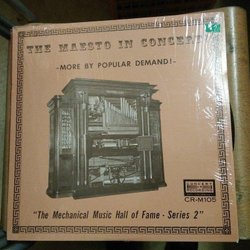 THE MAESTO IN CONCERT
-MORE BY POPULAR DEMAND!-
CR-M105
"The Mechanical Music Hall of Fame - Series 2"